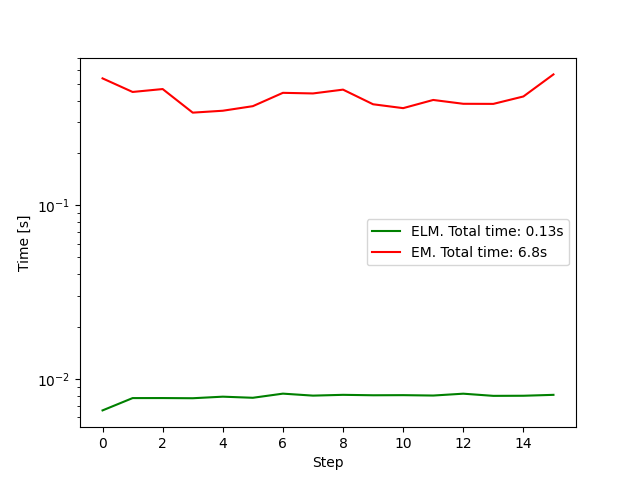 10⁻¹
10⁻²
Time [s]
ELM. Total time: 0.13s
EM. Total time: 6.8s
0 2 4 6 8 10 12 14
Step